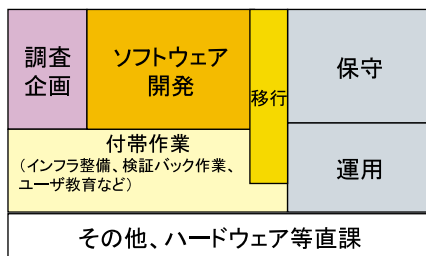 調査
企画
ソフトウェア
開発
移行
保守
付帯作業
（インフラ整備、検証バック作業、
ユーザ教育など）
運用
その他、ハードウェア等直課